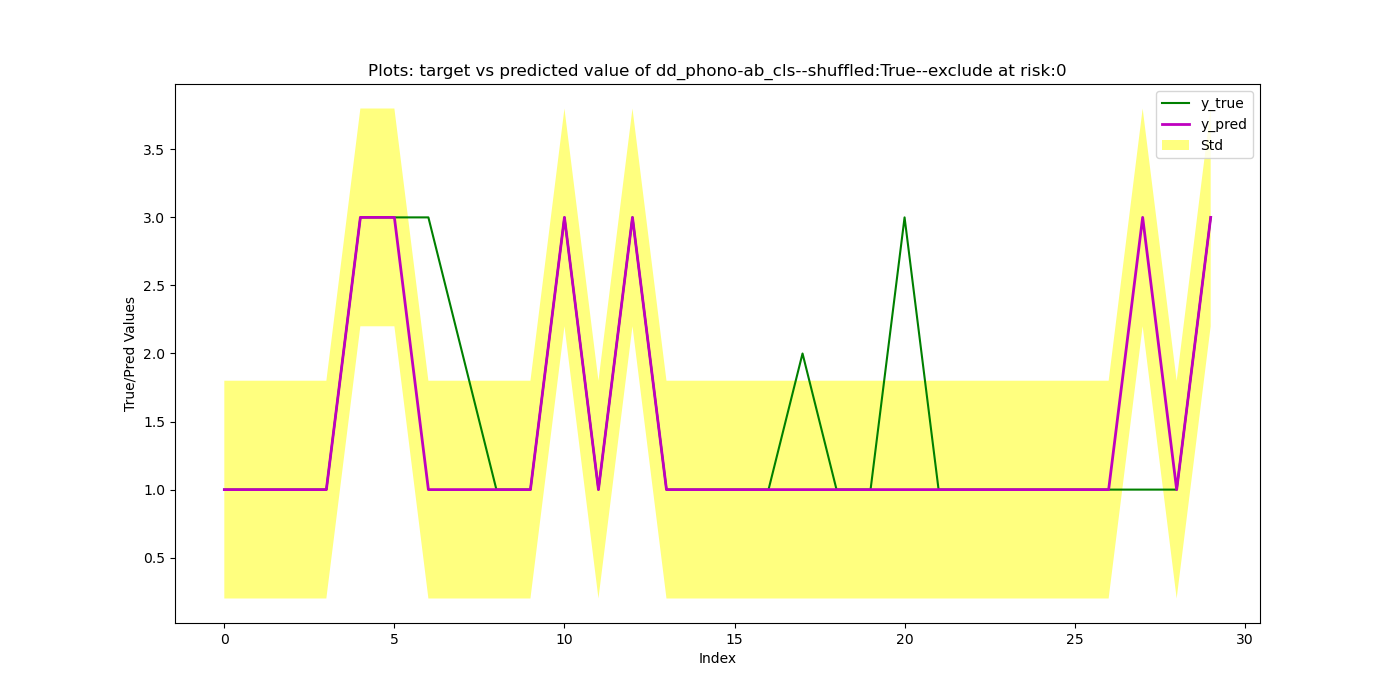 Plots: target vs predicted value of dd_phono-ab_cls--shuffled:True--exclude at risk:0
y_true
y_pred
Std
True/Pred Values
3.5
3.0
2.5
2.0
1.5
1.0
0.5
0
5
10
15
20
25
30
Index